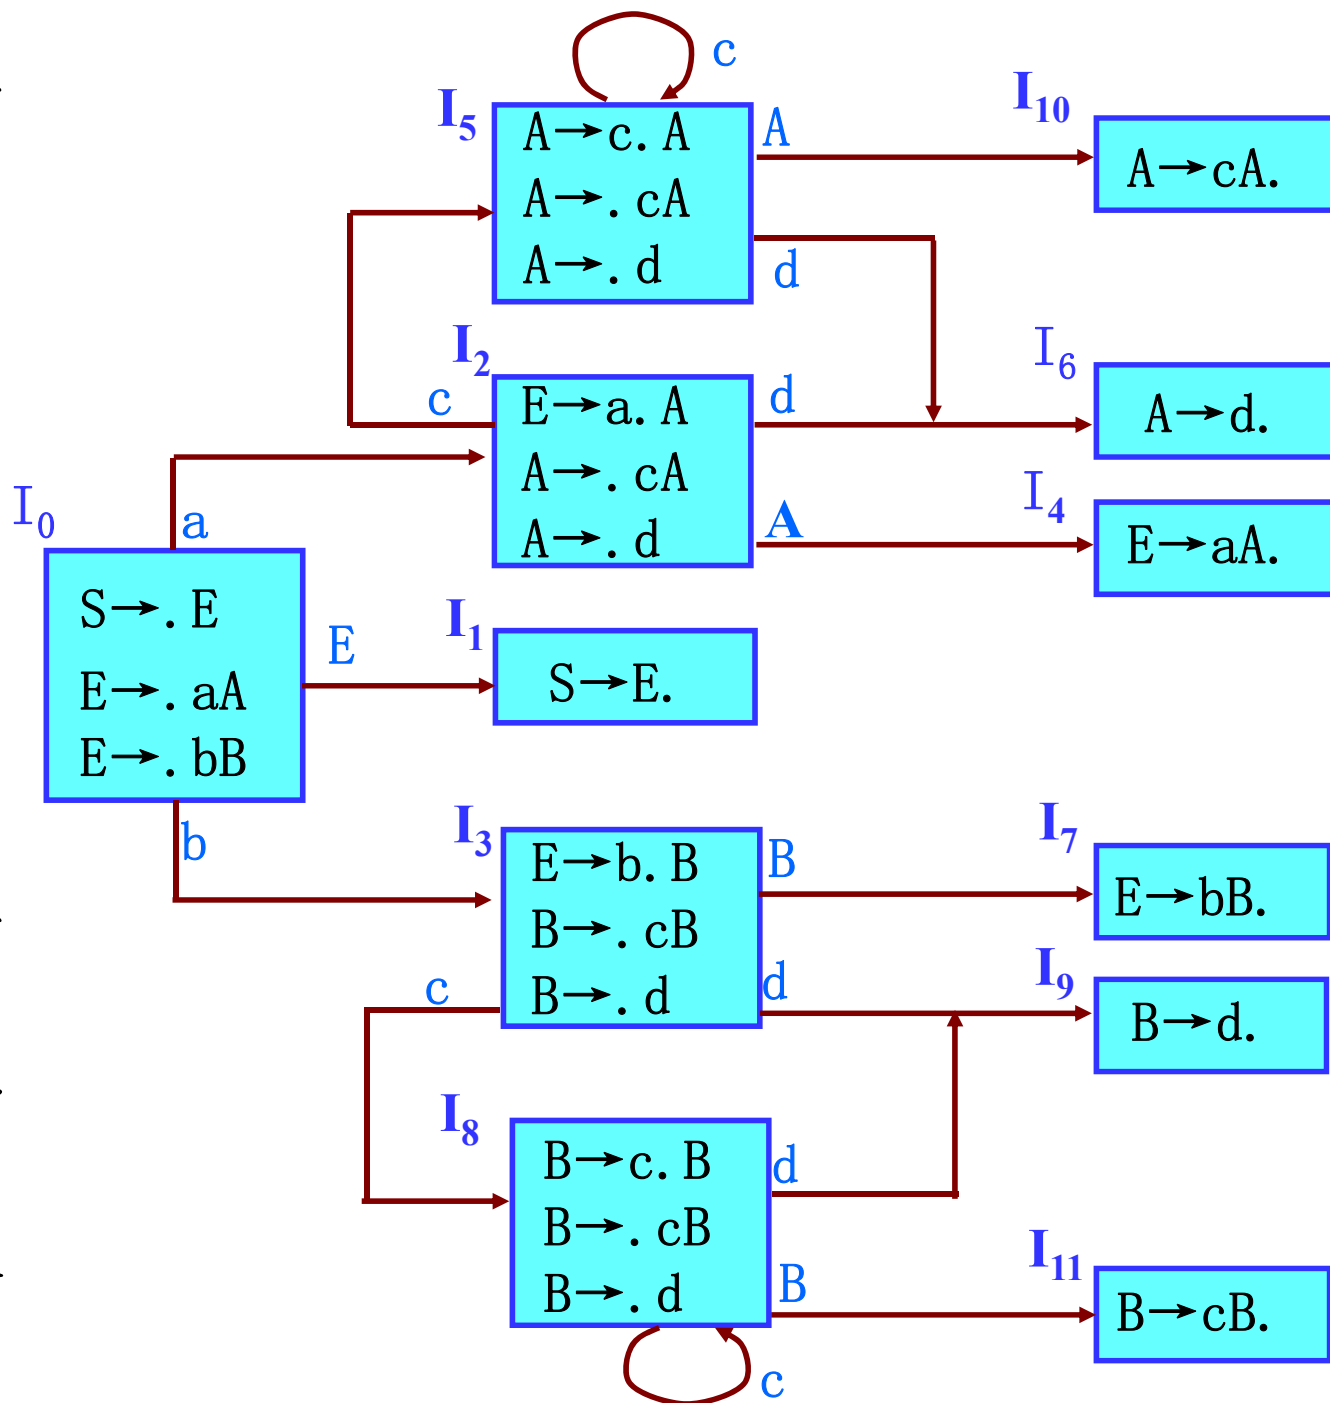 c
I5
A→c.A
A→.cA
A→.d
A
I10
A→cA.
d
I2
c
E→a.A
A→.cA
A→.d
d
I6
A→d.
A
I4
E→aA.
I0
a
S→.E
E→.aA
E→.bB
E
I1
S→E.
b
I3
E→b.B
B→.cB
B→.d
B
I7
E→bB.
c
d
I9
B→d.
I8
B→c.B
B→.cB
B→.d
d
B
I11
B→cB.
c